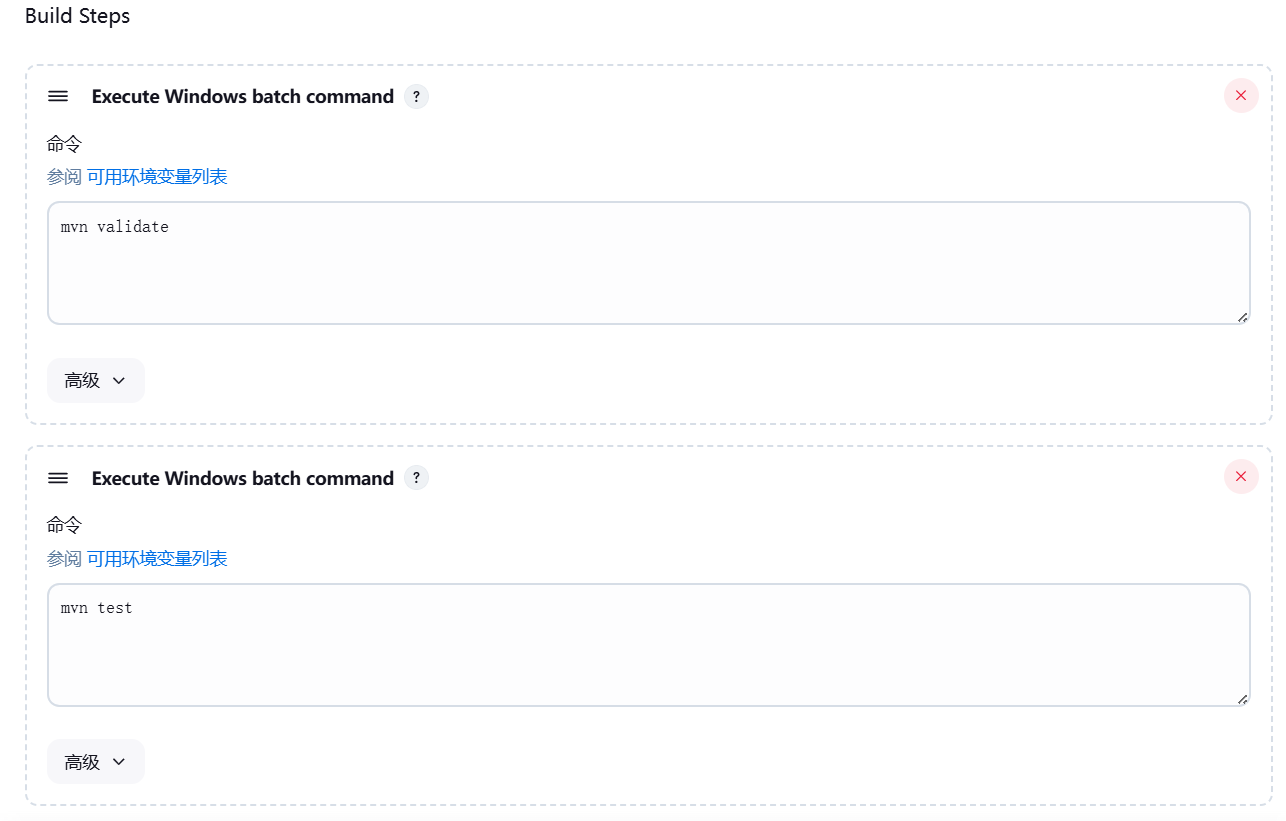 Build Steps
Execute Windows batch command ?
命令
参阅 可用环境变量列表
mvn validate
高级
Execute Windows batch command ?
命令
参阅 可用环境变量列表
mvn test
高级